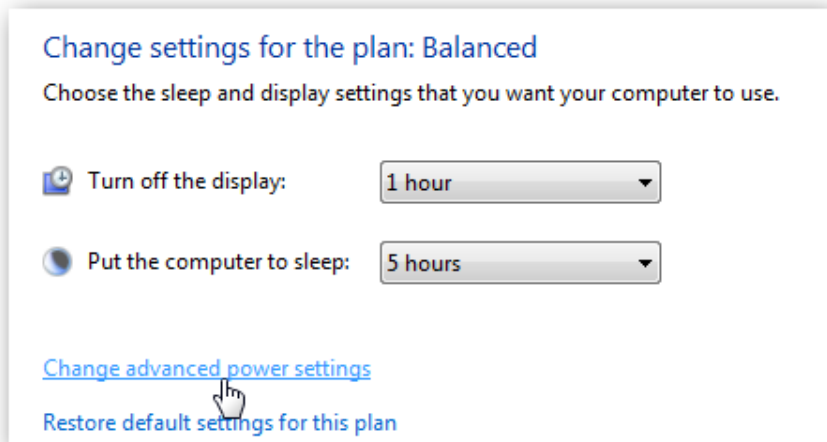 Change settings for the plan: Balanced
Choose the sleep and display settings that you want your computer to use.
Turn off the display: 1 hour
Put the computer to sleep: 5 hours
Change advanced power settings
Restore default settings for this plan